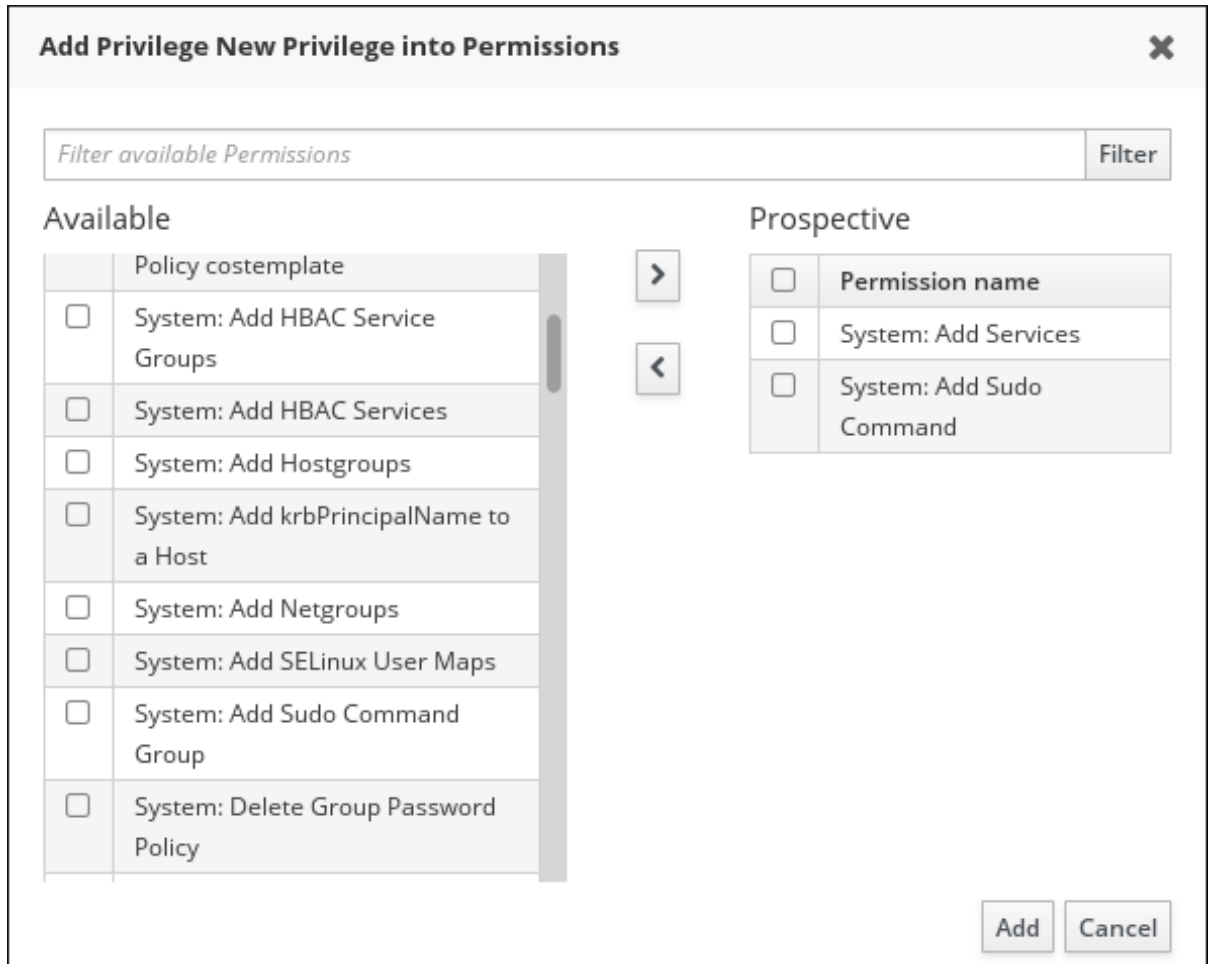 Add Privilege New Privilege into Permissions
Filter available Permissions
Filter
Available
Policy costemplate
System: Add HBAC Service
Groups
System: Add HBAC Services
System: Add Hostgroups
System: Add krbPrincipalName to
a Host
System: Add Netgroups
System: Add SELinux User Maps
System: Add Sudo Command
Group
System: Delete Group Password
Policy
Prospective
Permission name
System: Add Services
System: Add Sudo
Command
Add
Cancel